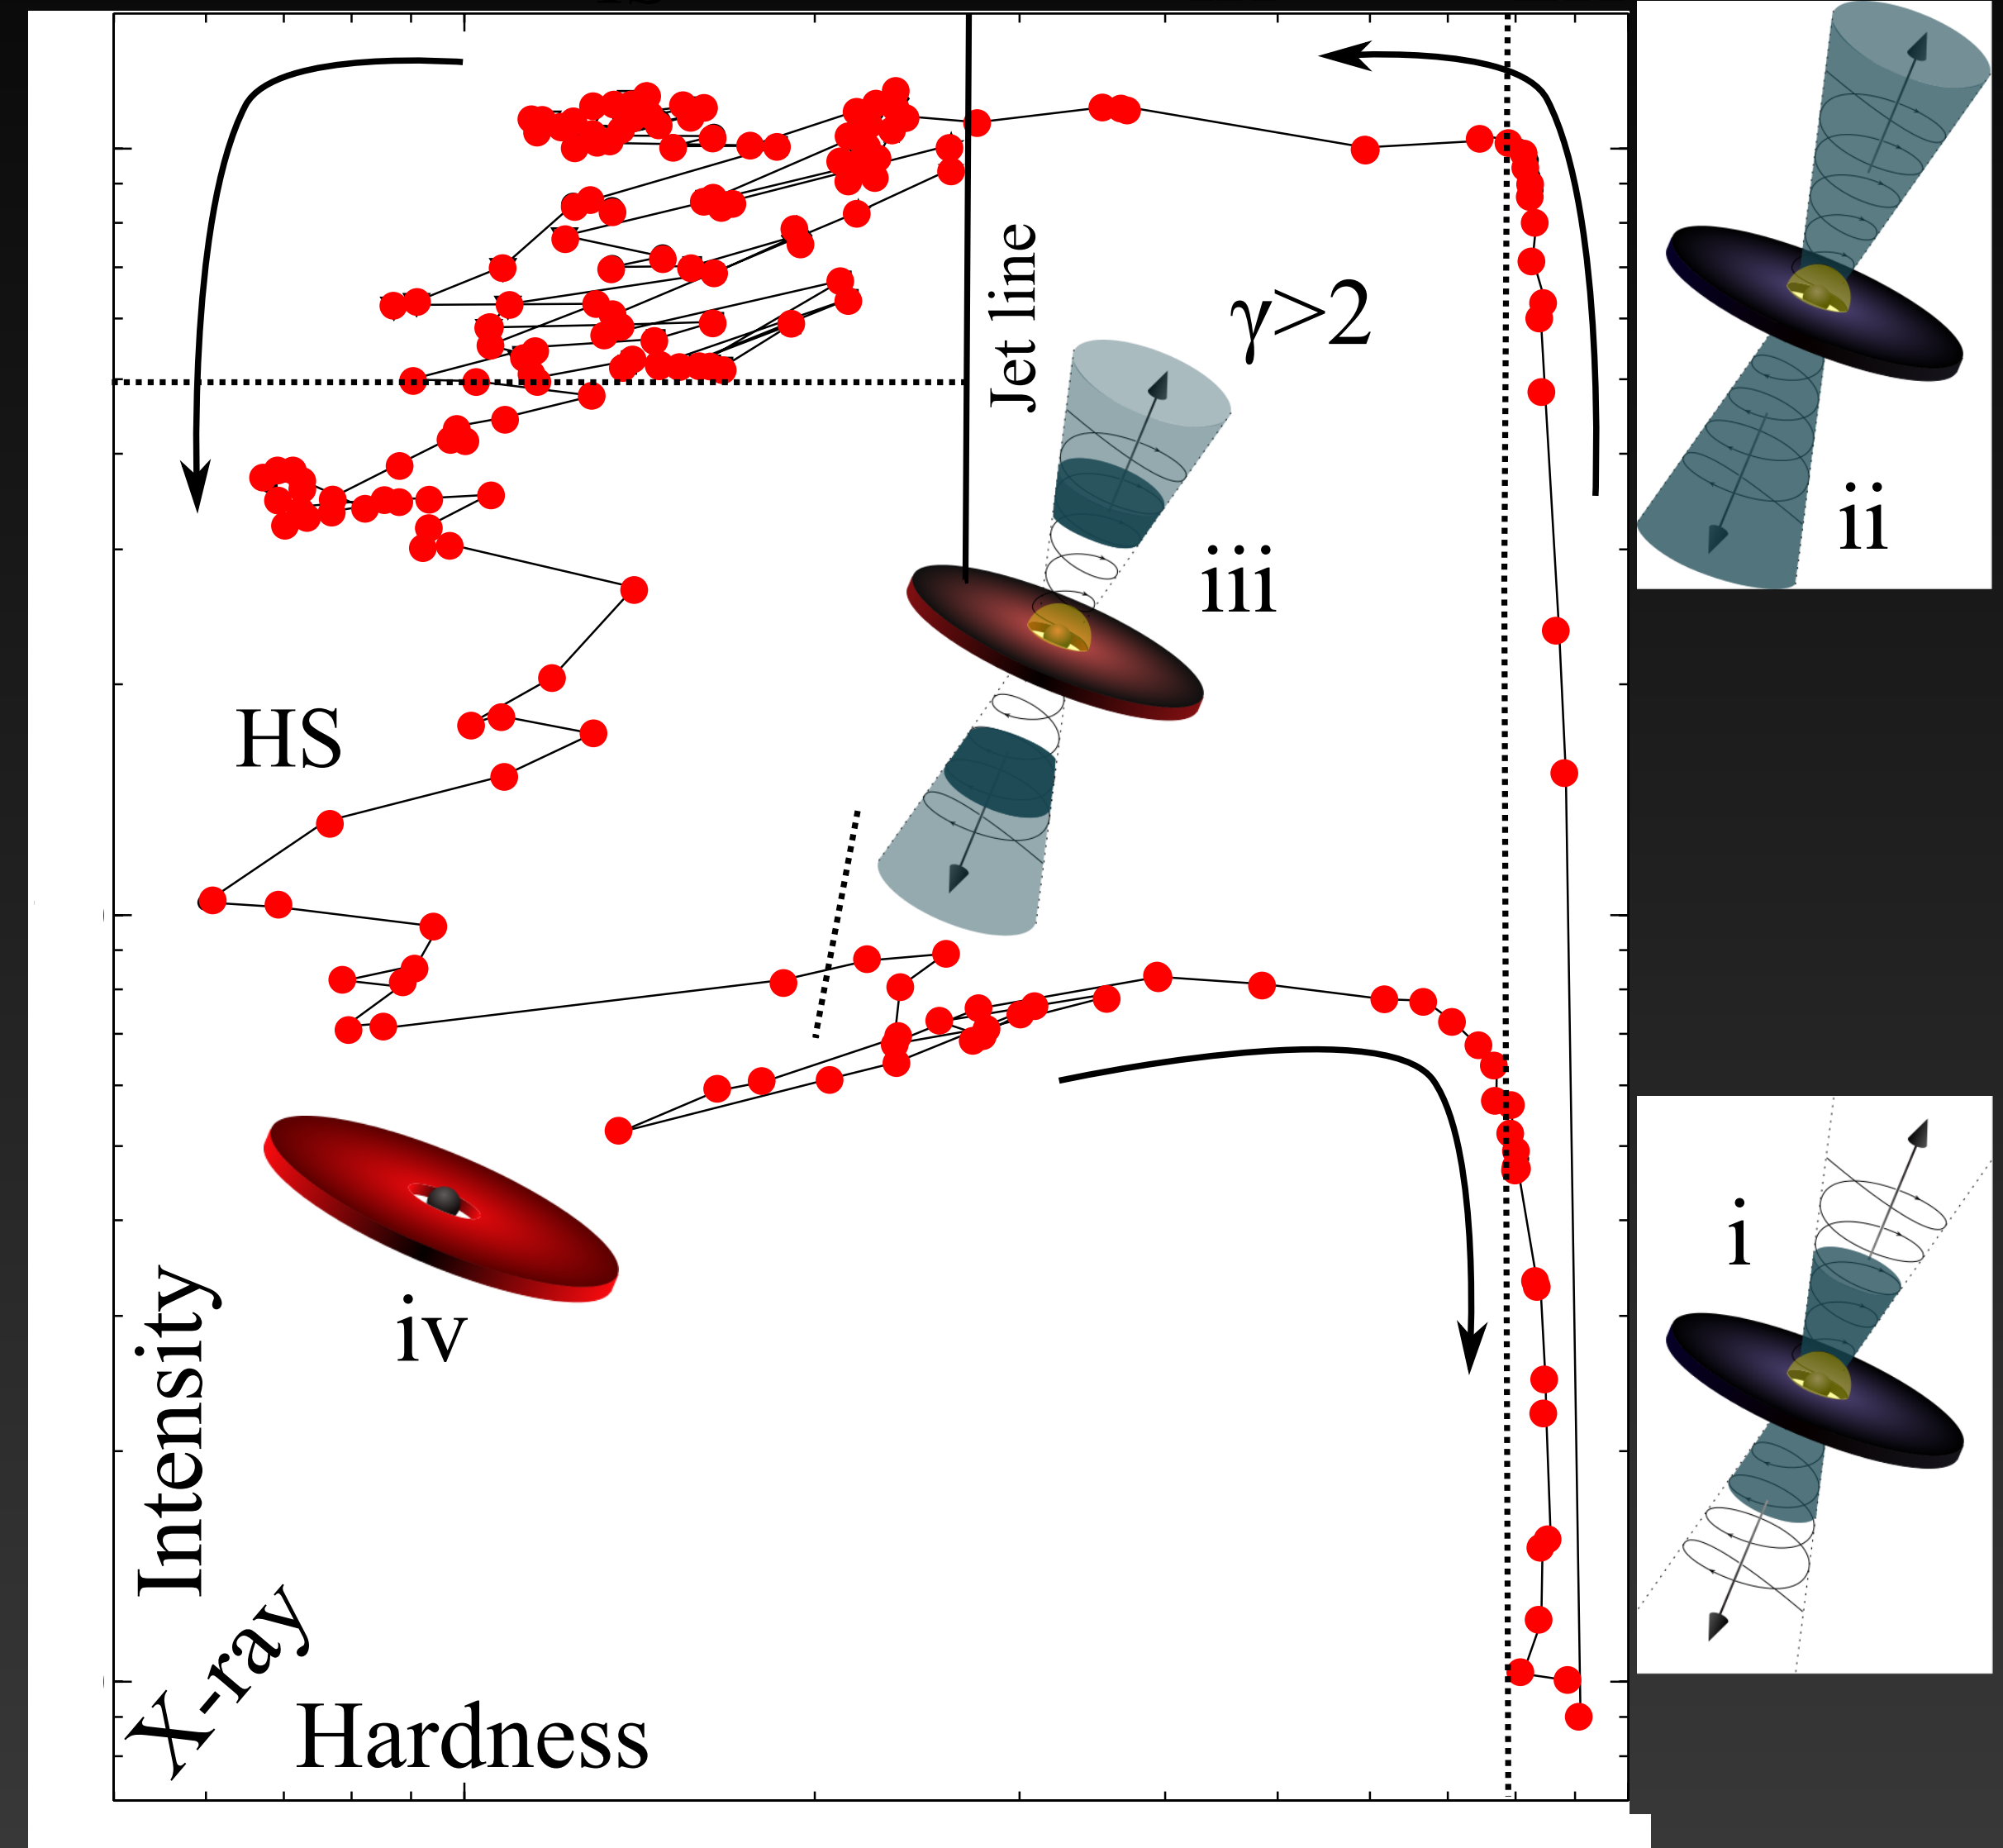 Jet line
γ>2
ii
iii
HS
i
iv
Intensity
X-ray
Hardness